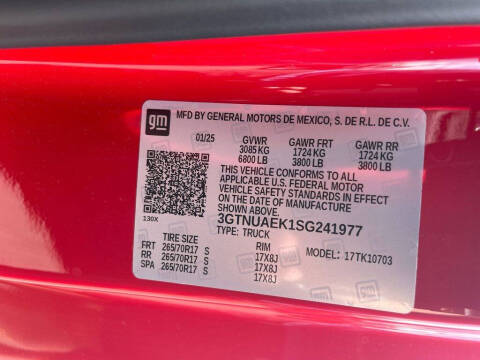 gm
MFD BY GENERAL MOTORS DE MEXICO, S. DE R.L. DE C.V.
01/25 GVWR GAWR FRT GAWR RR
3085 KG 1724 KG 1724 KG
6800 LB 3800 LB 3800 LB
THIS VEHICLE CONFORMS TO ALL
APPLICABLE U.S. FEDERAL MOTOR
VEHICLE SAFETY STANDARDS IN EFFECT
ON THE DATE OF MANUFACTURE
SHOWN ABOVE.
130X
3GTNUAEK1SG241977
TYPE: TRUCK
TIRE SIZE RIM MODEL: 17TK10703
FRT 265/70R17 S 17X8J
RR 265/70R17 S 17X8J
SPA 265/70R17 S 17X8J